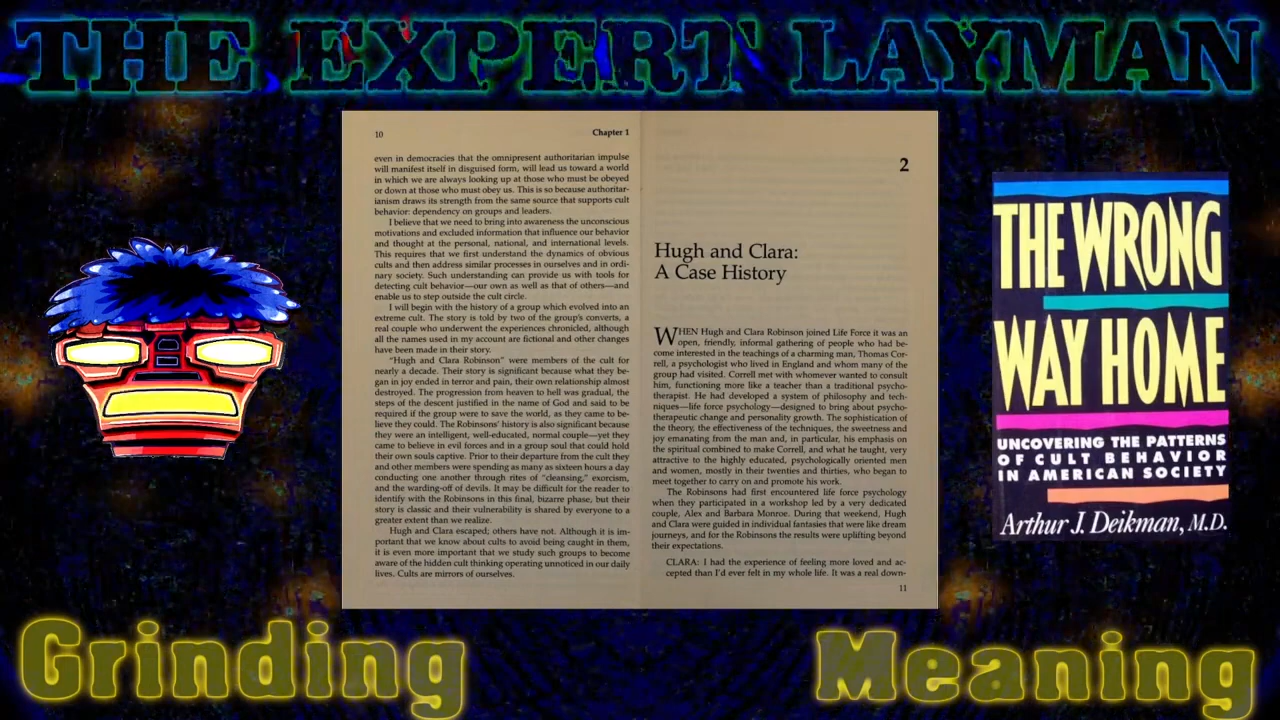 THE EXPERT LAYMAN
10
Chapter 1
even in democracies that the omnipresent authoritarian impulse
will manifest itself in disguised form, will lead us toward a world
in which we are always looking up at those who must be obeyed
or down at those who must obey us. This is so because authoritar-
ianism draws its strength from the same source that supports cult
behavior: dependency on groups and leaders.
I believe that we need to bring into awareness the unconscious
motivations and excluded information that influence our behavior
and thought at the personal, national, and international levels.
This requires that we first understand the dynamics of obvious
cults and then address similar processes in ourselves and in ordi-
nary society. Such understanding can provide us with tools for
detecting cult behavior—our own as well as that of others—and
enable us to step outside the cult circle.
I will begin with the history of a group which evolved into an
extreme cult. The story is told by two of the group's converts, a
real couple who underwent the experiences chronicled, although
all the names used in my account are fictional and other changes
have been made in their story.
"Hugh and Clara Robinson" were members of the cult for
nearly a decade. Their story is significant because what they be-
gan in joy ended in terror and pain, their own relationship almost
destroyed. The progression from heaven to hell was gradual, the
steps of the descent justified in the name of God and said to be
required if the group were to save the world, as they came to be-
lieve they could. The Robinsons' history is also significant because
they were an intelligent, well-educated, normal couple—yet they
came to believe in evil forces and in a group soul that could hold
their own souls captive. Prior to their departure from the cult they
and other members were spending as many as sixteen hours a day
conducting one another through rites of "cleansing," exorcism,
and the warding-off of devils. It may be difficult for the reader to
identify with the Robinsons in this final, bizarre phase, but their
story is classic and their vulnerability is shared by everyone to a
greater extent than we realize.
Hugh and Clara escaped; others have not. Although it is im-
portant that we know about cults to avoid being caught in them,
it is even more important that we study such groups to become
aware of the hidden cult thinking operating unnoticed in our daily
lives. Cults are mirrors of ourselves.
2
Hugh and Clara:
A Case History
WHEN Hugh and Clara Robinson joined Life Force it was an
open, friendly, informal gathering of people who had be-
come interested in the teachings of a charming man, Thomas Cor-
rell, a psychologist who lived in England and whom many of the
group had visited. Correll met with whomever wanted to consult
him, functioning more like a teacher than a traditional psycho-
therapist. He had developed a system of philosophy and tech-
niques—life force psychology—designed to bring about psycho-
therapeutic change and personality growth. The sophistication of
the theory, the effectiveness of the techniques, the sweetness and
joy emanating from the man and, in particular, his emphasis on
the spiritual combined to make Correll, and what he taught, very
attractive to the highly educated, psychologically oriented men
and women, mostly in their twenties and thirties, who began to
meet together to carry on and promote his work.
The Robinsons had first encountered life force psychology
when they participated in a workshop led by a very dedicated
couple, Alex and Barbara Monroe. During that weekend, Hugh
and Clara were guided in individual fantasies that were like dream
journeys, and for the Robinsons the results were uplifting beyond
their expectations.
CLARA: I had the experience of feeling more loved and ac-
cepted than I'd ever felt in my whole life. It was a real down-
11
THE WRONG
WAY HOME
UNCOVERING THE PATTERNS
OF CULT BEHAVIOR
IN AMERICAN SOCIETY
Arthur J. Deikman, M.D.
Grinding
Meaning